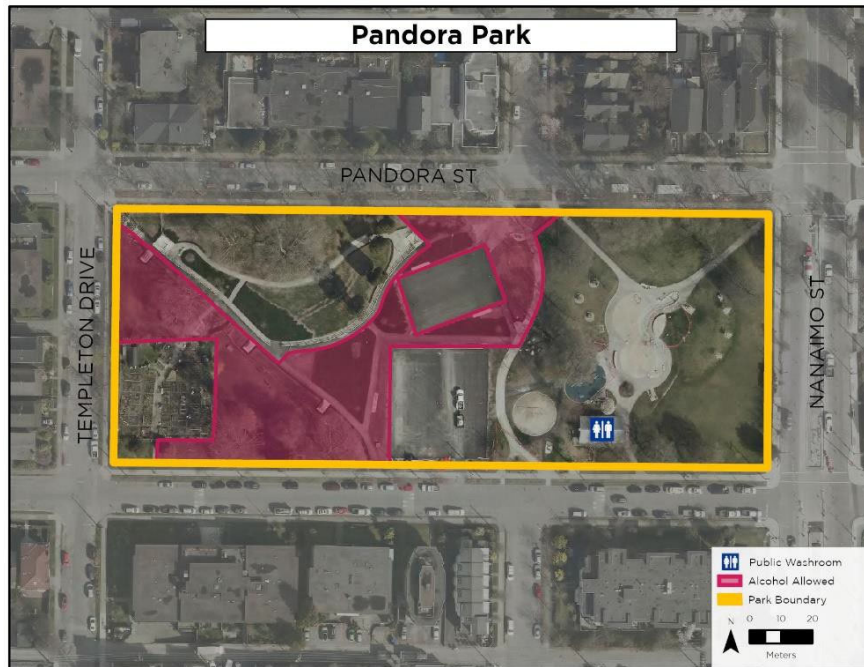 Pandora Park
PANDORA ST
TEMPLETON DRIVE
NANAIMO ST
Public Washroom
Alcohol Allowed
Park Boundary
N
0 10 20
Meters